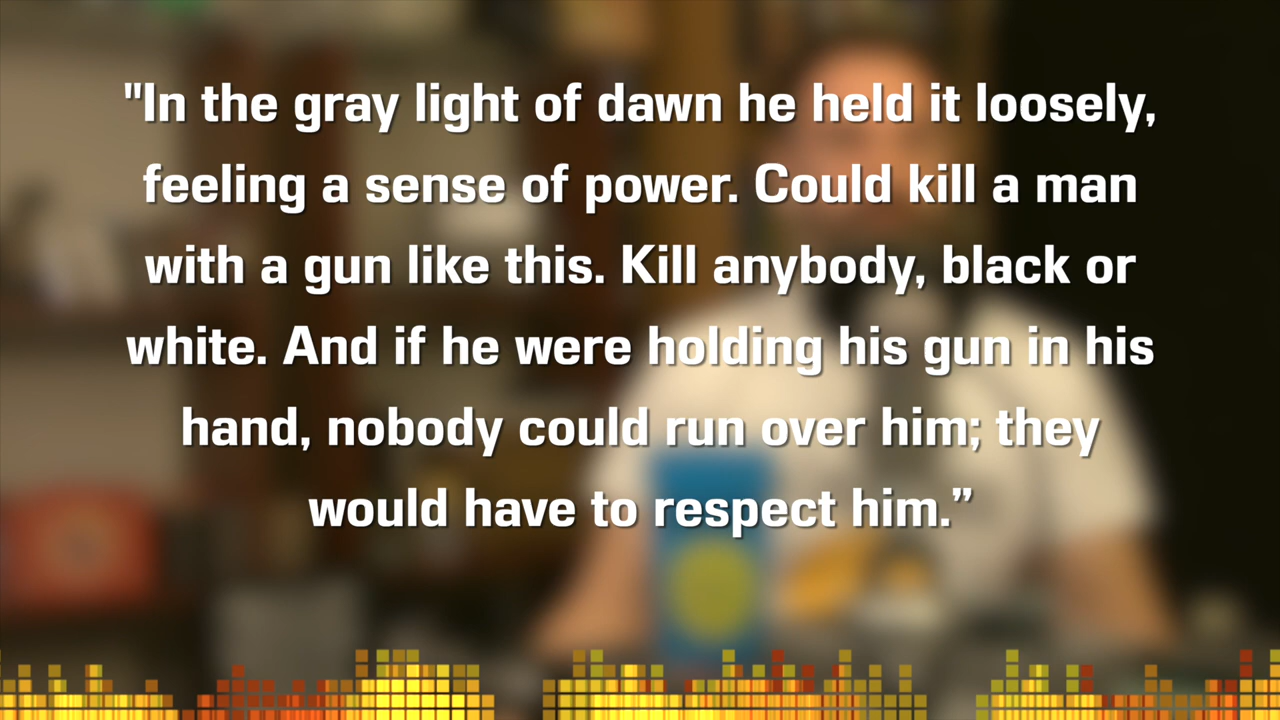 "In the gray light of dawn he held it loosely,
feeling a sense of power. Could kill a man
with a gun like this. Kill anybody, black or
white. And if he were holding his gun in his
hand, nobody could run over him; they
would have to respect him.”